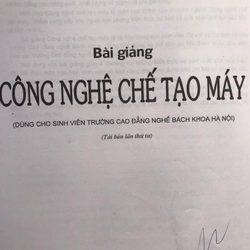 Bài giảng
CÔNG NGHỆ CHẾ TẠO MÁY
(DÙNG CHO SINH VIÊN TRƯỜNG CAO ĐẲNG NGHỀ BÁCH KHOA HÀ NỘI)
(Tái bản lần thứ tư)